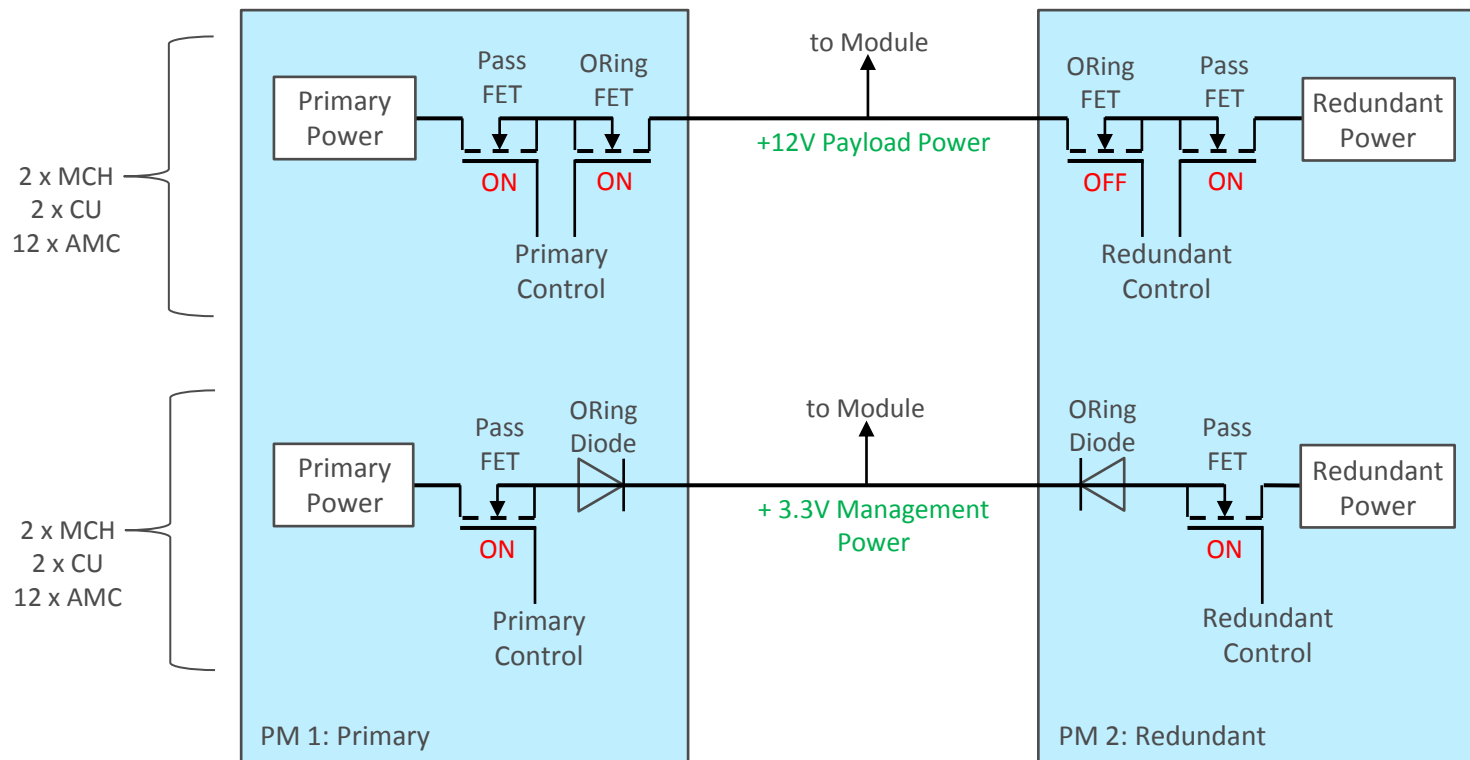 to Module
Pass
FET
ORing
FET
ORing
FET
Pass
FET
Primary
Power
Redundant
Power
+12V Payload Power
ON
ON
OFF
ON
2 x MCH
2 x CU
12 x AMC
Primary
Control
Redundant
Control
to Module
Pass
FET
ORing
Diode
ORing
Diode
Pass
FET
Primary
Power
Redundant
Power
+ 3.3V Management
Power
ON
ON
2 x MCH
2 x CU
12 x AMC
Primary
Control
Redundant
Control
PM 1: Primary
PM 2: Redundant